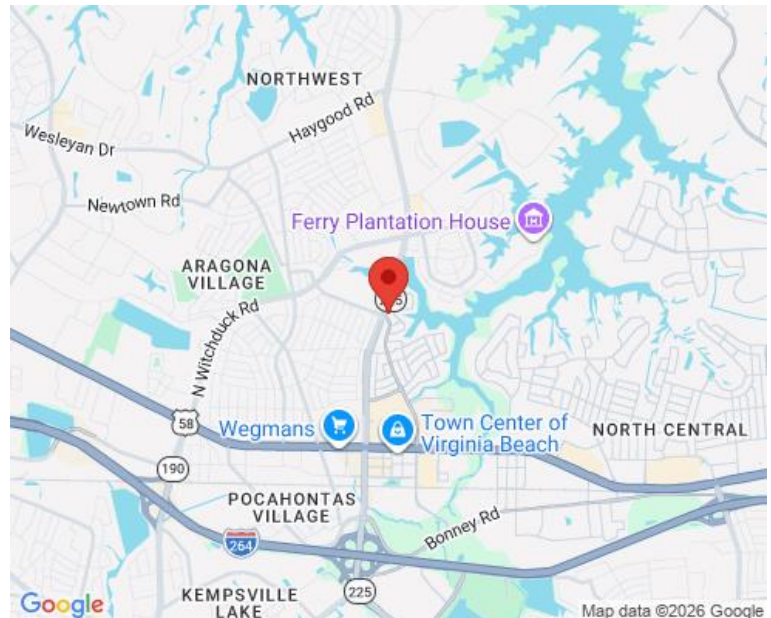 NORTHWEST
Haygood Rd
Wesleyan Dr
Newtown Rd
Ferry Plantation House
ARAGONA
VILLAGE
N Witchduck Rd
58
Wegmans
Town Center of
Virginia Beach
NORTH CENTRAL
190
POCAHONTAS
VILLAGE
Bonney Rd
264
225
KEMPSVILLE
LAKE
Google
Map data ©2026 Google